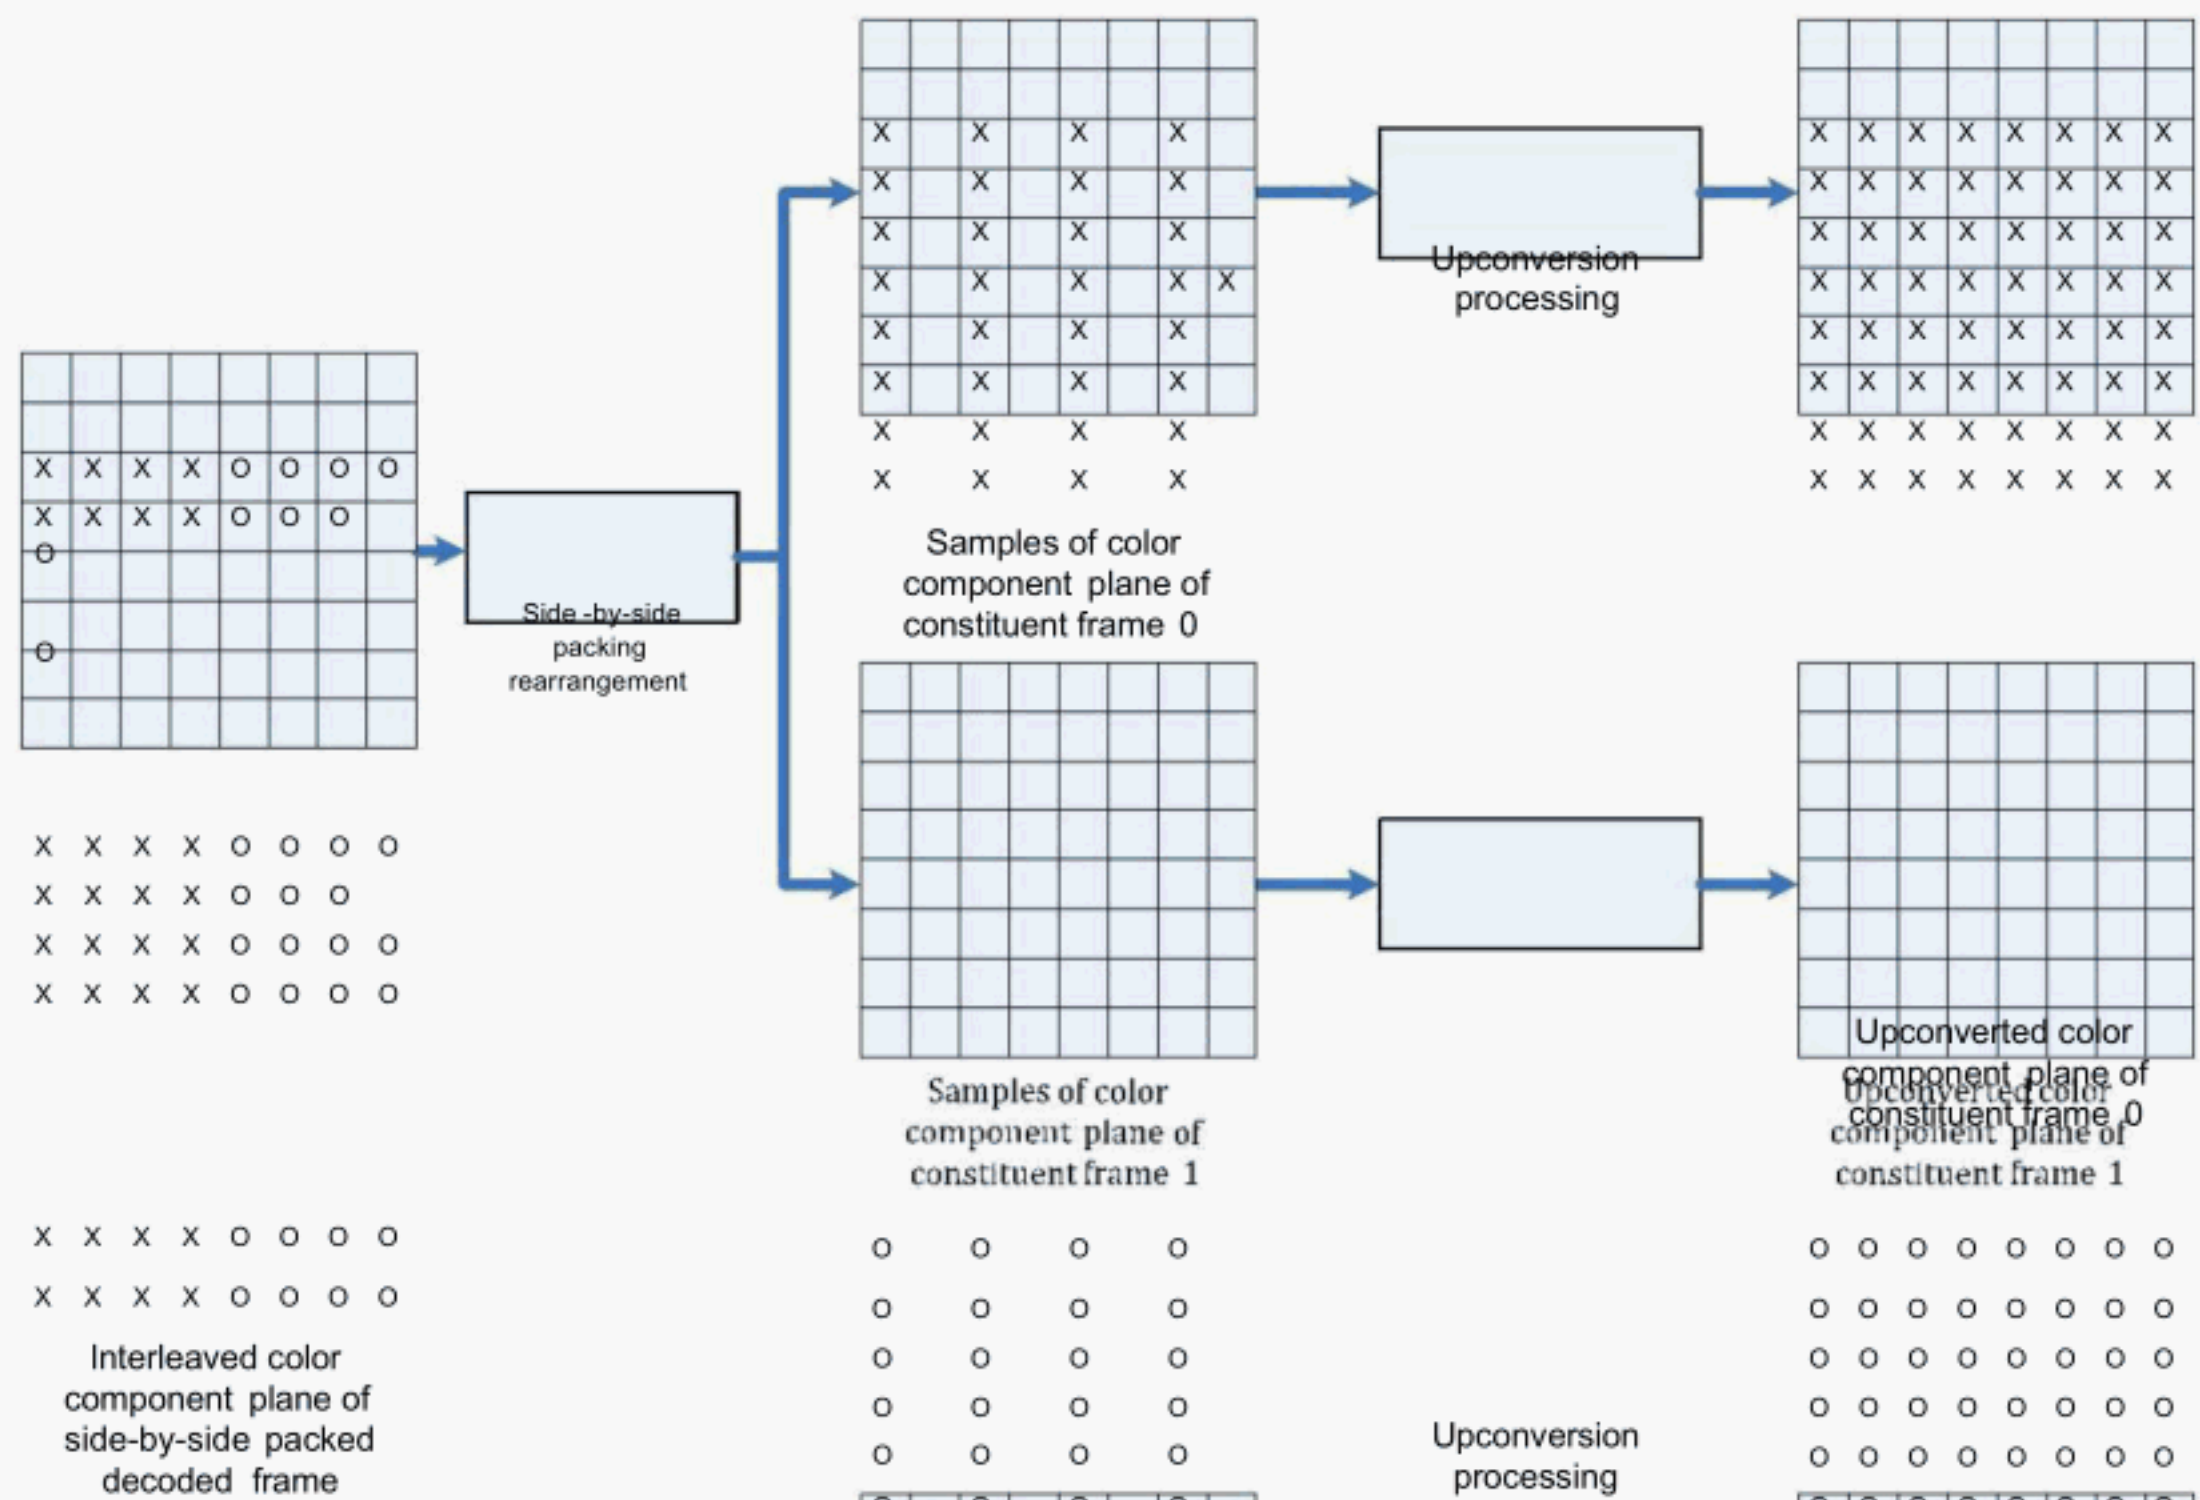 X X X X
X X X X X X X X
X X X X
X X X X X X X X
X X X X
X X X X X X X X
X X X X X
X X X X X X X X
X X X X
X X X X X X X X
X X X X
X X X X X X X X
X X X X
X X X X X X X X
X X X X
X X X X X X X X
Upconversion
processing
X X X X O O O O
X X X X O O O
O
O
Side -by-side
packing
rearrangement
Samples of color
component plane of
constituent frame 0
X X X X O O O O
X X X X O O O
X X X X O O O O
X X X X O O O O
X X X X O O O O
X X X X O O O O
Interleaved color
component plane of
side-by-side packed
decoded frame
Samples of color
component plane of
constituent frame 1
O O O O
O O O O
O O O O
O O O O
O O O O
Upconversion
processing
Upconverted color
component plane of
constituent frame 0
Upconverted color
component plane of
constituent frame 1
O O O O O O O O
O O O O O O O O
O O O O O O O O
O O O O O O O O
O O O O O O O O